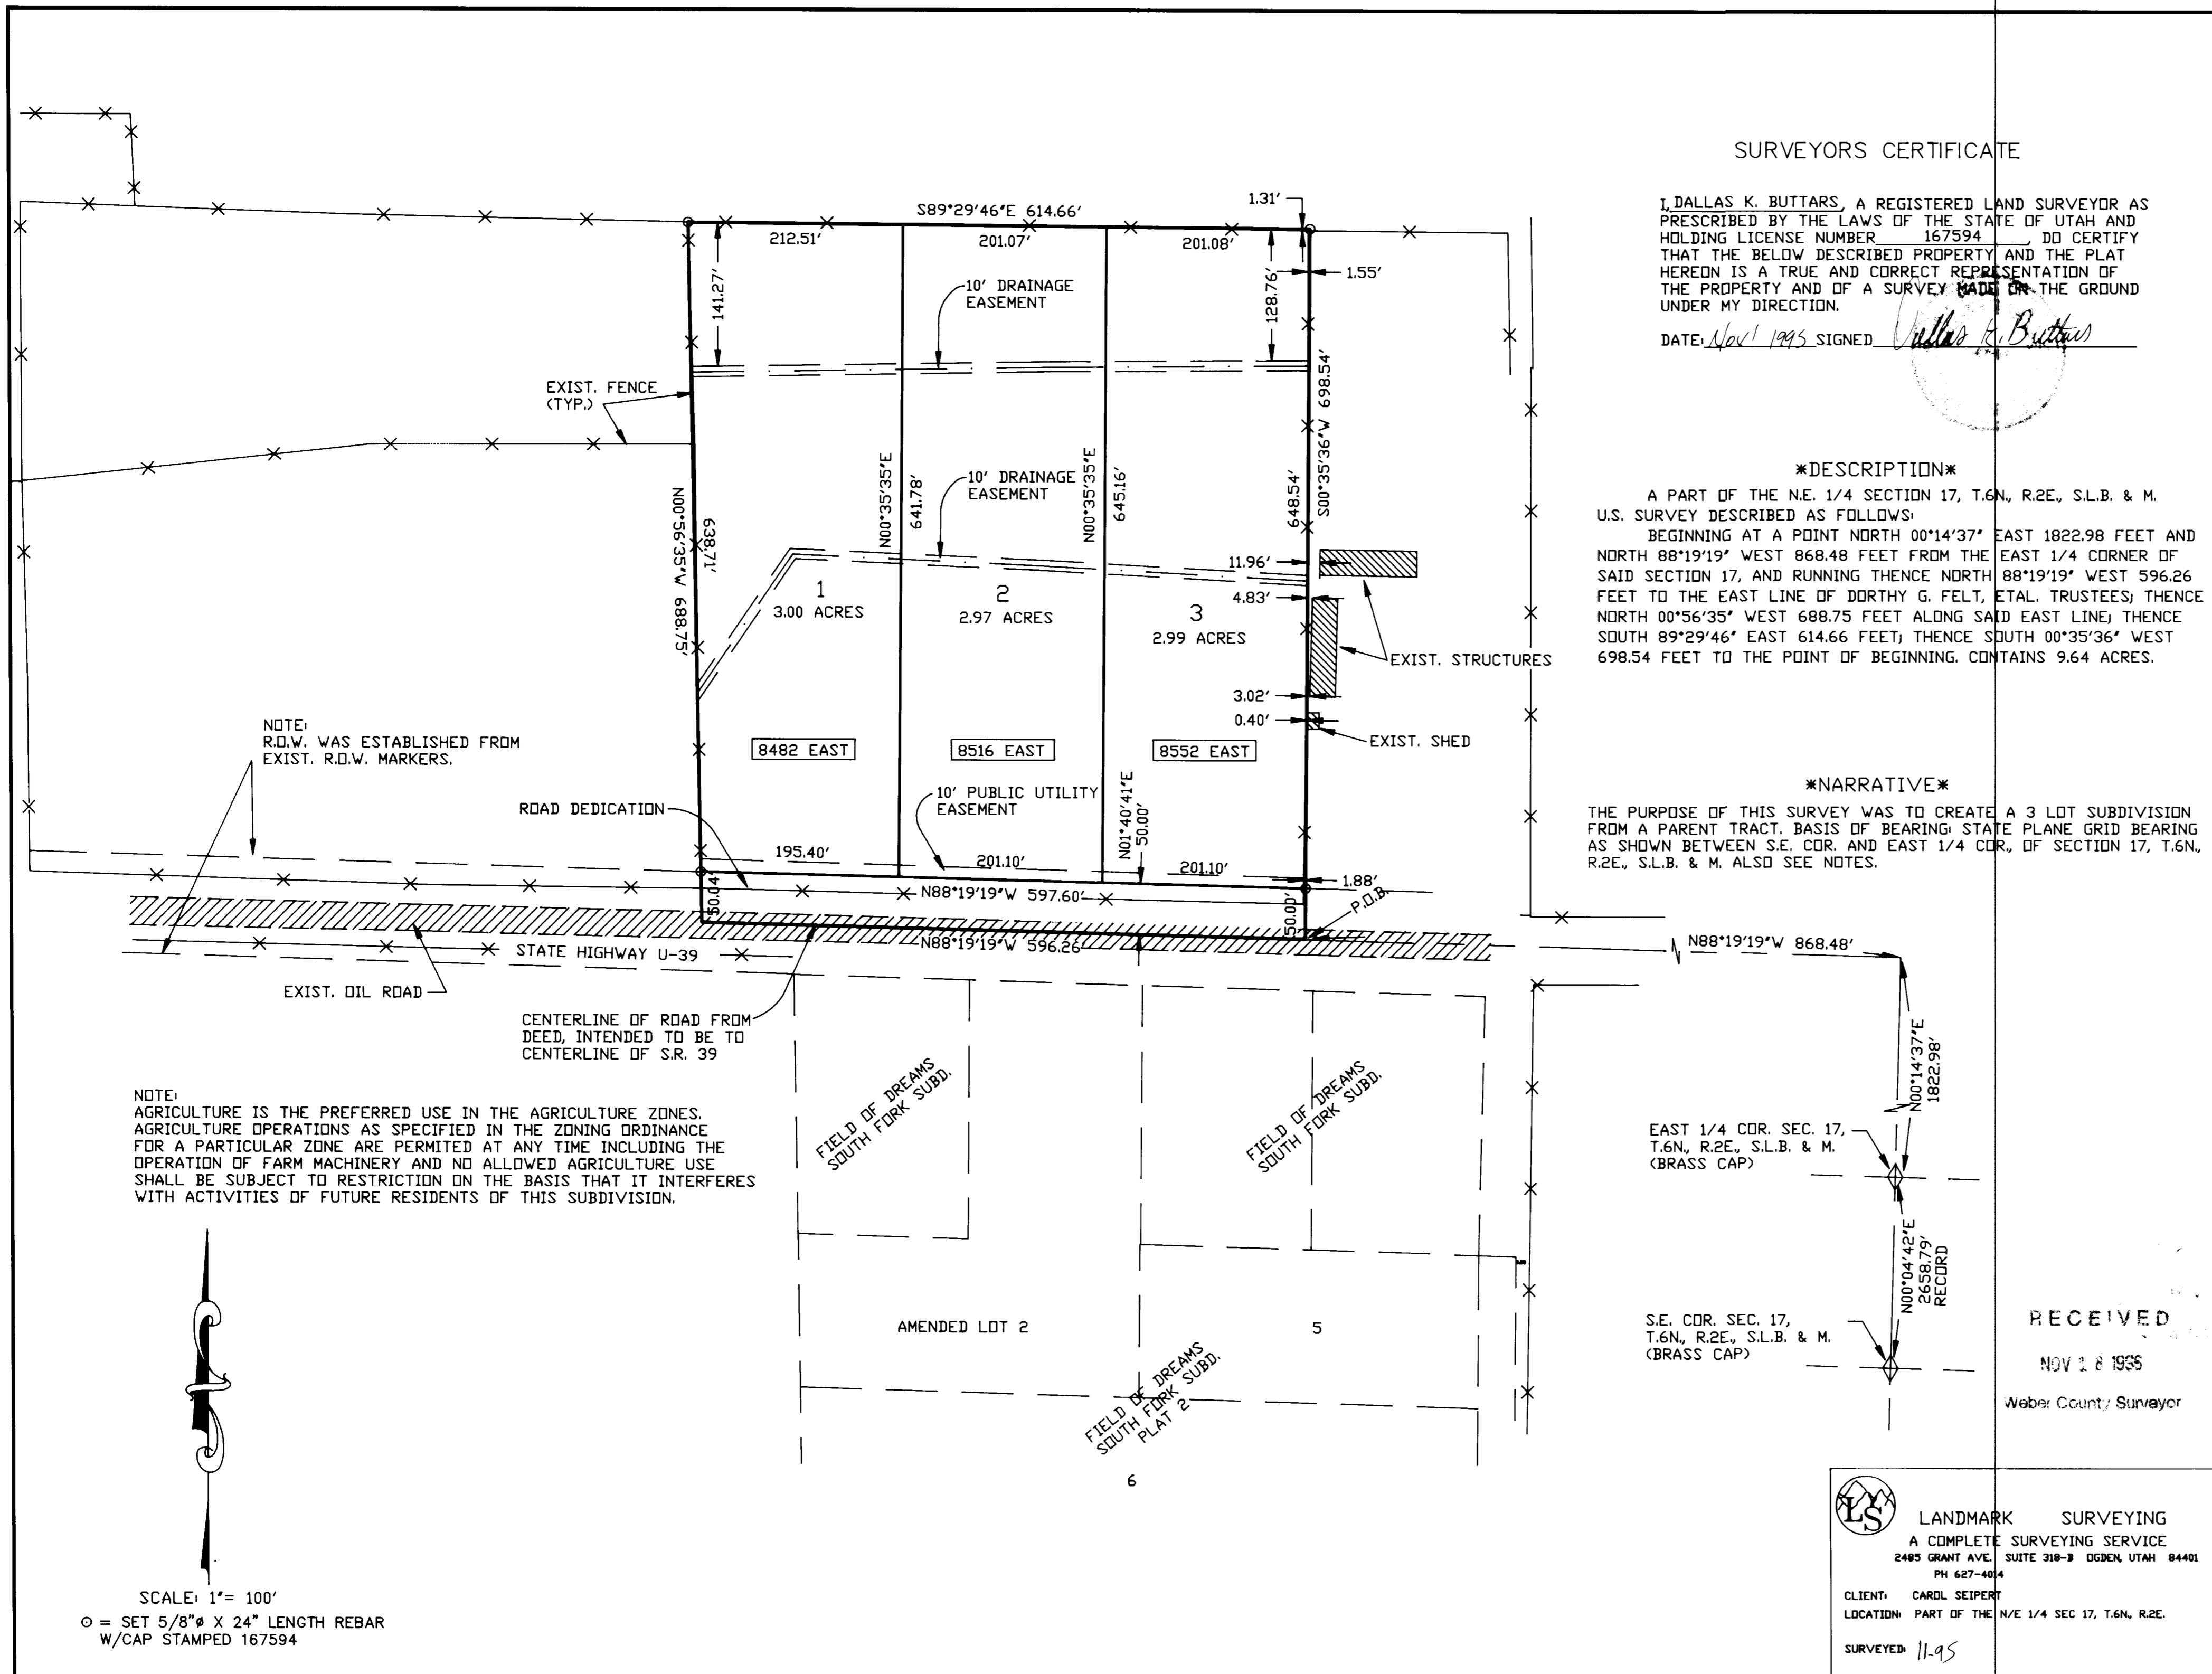 SURVEYORS CERTIFICATE
I, DALLAS K. BUTTARS, A REGISTERED LAND SURVEYOR AS
PRESCRIBED BY THE LAWS OF THE STATE OF UTAH AND
HOLDING LICENSE NUMBER 167594, DO CERTIFY
THAT THE BELOW DESCRIBED PROPERTY AND THE PLAT
HEREON IS A TRUE AND CORRECT REPRESENTATION OF
THE PROPERTY AND OF A SURVEY MADE ON THE GROUND
UNDER MY DIRECTION.
DATE: Nov 1 1995 SIGNED Dallas K. Buttars
*DESCRIPTION*
A PART OF THE N.E. 1/4 SECTION 17, T.6N., R.2E., S.L.B. & M.
U.S. SURVEY DESCRIBED AS FOLLOWS:
BEGINNING AT A POINT NORTH 00°14'37" EAST 1822.98 FEET AND
NORTH 88°19'19" WEST 868.48 FEET FROM THE EAST 1/4 CORNER OF
SAID SECTION 17, AND RUNNING THENCE NORTH 88°19'19" WEST 596.26
FEET TO THE EAST LINE OF DORTHY G. FELT, ETAL. TRUSTEES; THENCE
NORTH 00°56'35" WEST 688.75 FEET ALONG SAID EAST LINE; THENCE
SOUTH 89°29'46" EAST 614.66 FEET; THENCE SOUTH 00°35'36" WEST
698.54 FEET TO THE POINT OF BEGINNING. CONTAINS 9.64 ACRES.
*NARRATIVE*
THE PURPOSE OF THIS SURVEY WAS TO CREATE A 3 LOT SUBDIVISION
FROM A PARENT TRACT. BASIS OF BEARING: STATE PLANE GRID BEARING
AS SHOWN BETWEEN S.E. COR. AND EAST 1/4 COR., OF SECTION 17, T.6N.,
R.2E., S.L.B. & M. ALSO SEE NOTES.
S89°29'46"E 614.66'
1.31'
212.51'
201.07'
201.08'
1.55'
141.27'
128.76'
10' DRAINAGE
EASEMENT
EXIST. FENCE
(TYP.)
10' DRAINAGE
EASEMENT
N00°56'35"W 688.75'
638.71'
N00°35'35"E
641.78'
N00°35'35"E
645.16'
648.54'
S00°35'36"W 698.54'
11.96'
4.83'
3.02'
0.40'
1
3.00 ACRES
2
2.97 ACRES
3
2.99 ACRES
EXIST. STRUCTURES
EXIST. SHED
8482 EAST
8516 EAST
8552 EAST
NOTE:
R.O.W. WAS ESTABLISHED FROM
EXIST. R.O.W. MARKERS.
ROAD DEDICATION
10' PUBLIC UTILITY
EASEMENT
N01°40'41"E
50.00'
195.40'
201.10'
201.10'
1.88'
50.04'
N88°19'19"W 597.60'
50.00'
P.O.B.
N88°19'19"W 596.26'
STATE HIGHWAY U-39
EXIST. OIL ROAD
CENTERLINE OF ROAD FROM
DEED, INTENDED TO BE TO
CENTERLINE OF S.R. 39
N88°19'19"W 868.48'
N00°14'37"E
1822.98'
EAST 1/4 COR. SEC. 17,
T.6N., R.2E., S.L.B. & M.
(BRASS CAP)
N00°04'42"E
2658.79'
RECORD
S.E. COR. SEC. 17,
T.6N., R.2E., S.L.B. & M.
(BRASS CAP)
NOTE:
AGRICULTURE IS THE PREFERRED USE IN THE AGRICULTURE ZONES.
AGRICULTURE OPERATIONS AS SPECIFIED IN THE ZONING ORDINANCE
FOR A PARTICULAR ZONE ARE PERMITED AT ANY TIME INCLUDING THE
OPERATION OF FARM MACHINERY AND NO ALLOWED AGRICULTURE USE
SHALL BE SUBJECT TO RESTRICTION ON THE BASIS THAT IT INTERFERES
WITH ACTIVITIES OF FUTURE RESIDENTS OF THIS SUBDIVISION.
FIELD OF DREAMS
SOUTH FORK SUBD.
FIELD OF DREAMS
SOUTH FORK SUBD.
AMENDED LOT 2
5
FIELD OF DREAMS
SOUTH FORK SUBD.
PLAT 2
6
SCALE: 1"= 100'
⊙ = SET 5/8"ø X 24" LENGTH REBAR
W/CAP STAMPED 167594
RECEIVED
NOV
Weber County Surveyor
LS
LANDMARK SURVEYING
A COMPLETE SURVEYING SERVICE
2485 GRANT AVE. SUITE 318-B OGDEN, UTAH 84401
PH 627-4014
CLIENT: CAROL SEIPERT
LOCATION: PART OF THE N/E 1/4 SEC 17, T.6N., R.2E.
SURVEYED: 11-95